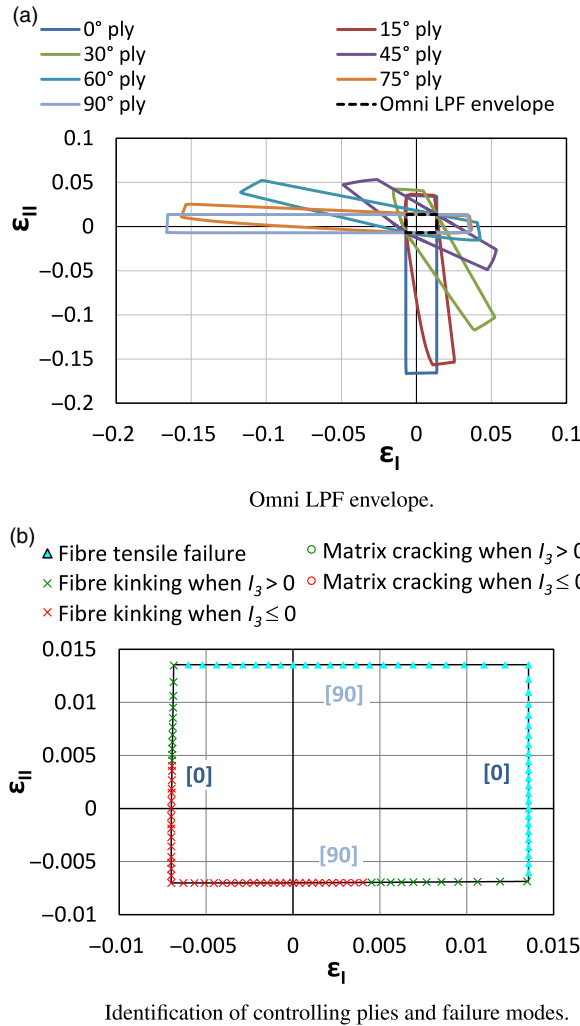 (a)
0° ply 15° ply
30° ply 45° ply
60° ply 75° ply
90° ply Omni LPF envelope
0.1
0.05
0
−0.05
−0.1
−0.15
−0.2
εII
−0.2 −0.15 −0.1 −0.05 0 0.05 0.1
εI
Omni LPF envelope.
(b)
Fibre tensile failure Matrix cracking when I3 > 0
Fibre kinking when I3 > 0 Matrix cracking when I3 ≤ 0
Fibre kinking when I3 ≤ 0
0.015
0.01
0.005
0
−0.005
−0.01
εII
[90]
[0] [0]
[90]
−0.01 −0.005 0 0.005 0.01 0.015
εI
Identification of controlling plies and failure modes.